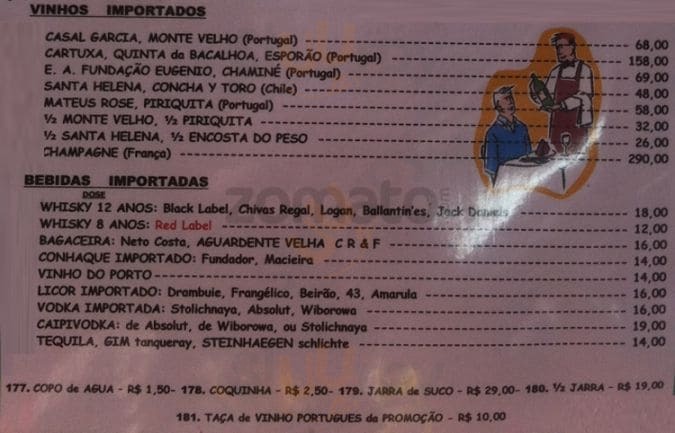 VINHOS IMPORTADOS
CASAL GARCIA, MONTE VELHO (Portugal) 68,00
CARTUXA, QUINTA da BACALHOA, ESPORÃO (Portugal) 158,00
E. A. FUNDAÇÃO EUGENIO, CHAMINÉ (Portugal) 69,00
SANTA HELENA, CONCHA Y TORO (Chile) 48,00
MATEUS ROSE, PIRIQUITA (Portugal) 58,00
½ MONTE VELHO, ½ PIRIQUITA 32,00
½ SANTA HELENA, ½ ENCOSTA DO PESO 26,00
CHAMPAGNE (França) 290,00
BEBIDAS IMPORTADAS
DOSE
WHISKY 12 ANOS: Black Label, Chivas Regal, Logan, Ballantin'es, Jack Daniels 18,00
WHISKY 8 ANOS: Red Label 12,00
BAGACEIRA: Neto Costa, AGUARDENTE VELHA C R & F 16,00
CONHAQUE IMPORTADO: Fundador, Macieira 14,00
VINHO DO PORTO 14,00
LICOR IMPORTADO: Drambuie, Frangélico, Beirão, 43, Amarula 16,00
VODKA IMPORTADA: Stolichnaya, Absolut, Wiborowa 16,00
CAIPIVODKA: de Absolut, de Wiborowa, ou Stolichnaya 19,00
TEQUILA, GIM tanqueray, STEINHAEGEN schlichte 14,00
177. COPO de AGUA - R$ 1,50- 178. COQUINHA - R$ 2,50- 179. JARRA de SUCO - R$ 29,00- 180. ½ JARRA - R$ 19,00
181. TAÇA de VINHO PORTUGUES da PROMOÇÃO - R$ 10,00
zomato